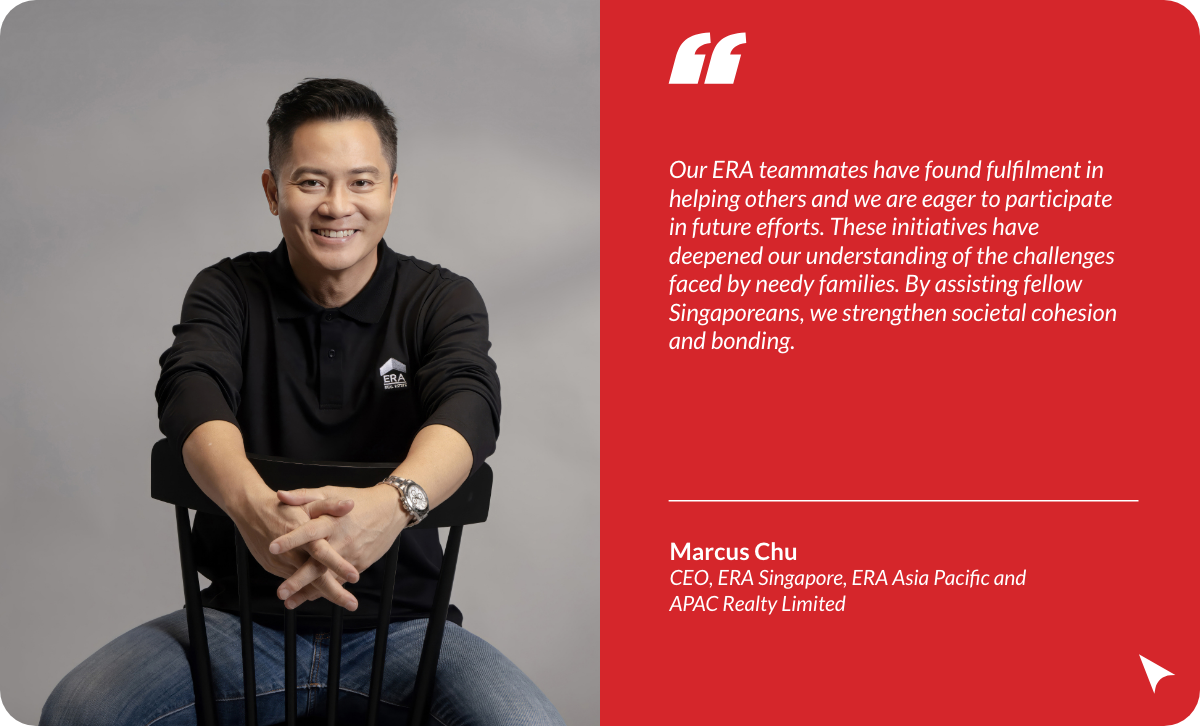 “
Our ERA teammates have found fulfilment in
helping others and we are eager to participate
in future efforts. These initiatives have
deepened our understanding of the challenges
faced by needy families. By assisting fellow
Singaporeans, we strengthen societal cohesion
and bonding.
Marcus Chu
CEO, ERA Singapore, ERA Asia Pacific and
APAC Realty Limited
ERA